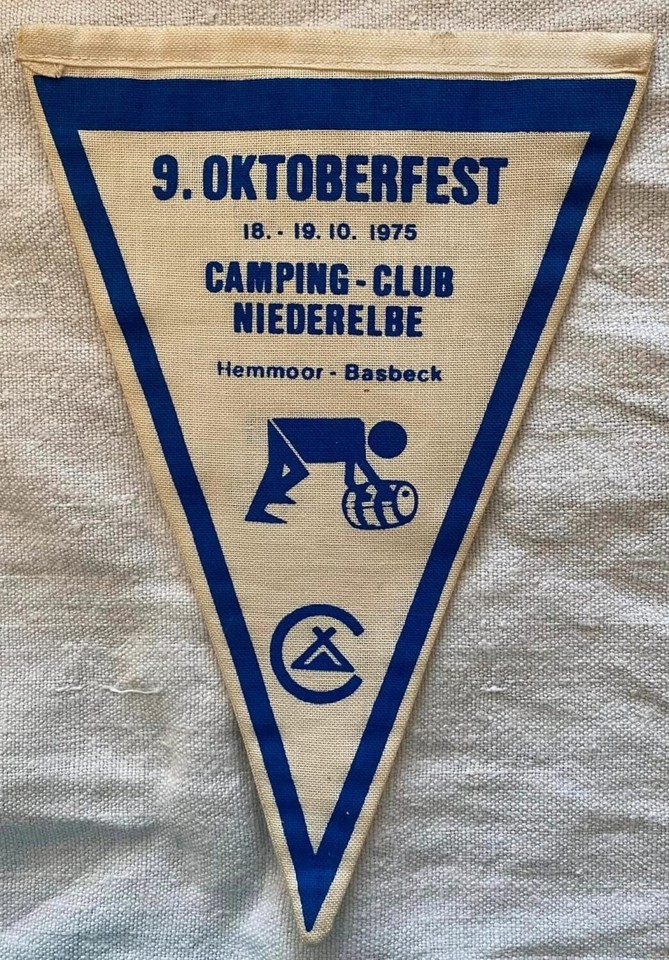 9. OKTOBERFEST
18. - 19. 10. 1975
CAMPING - CLUB
NIEDERELBE
Hemmoor - Basbeck